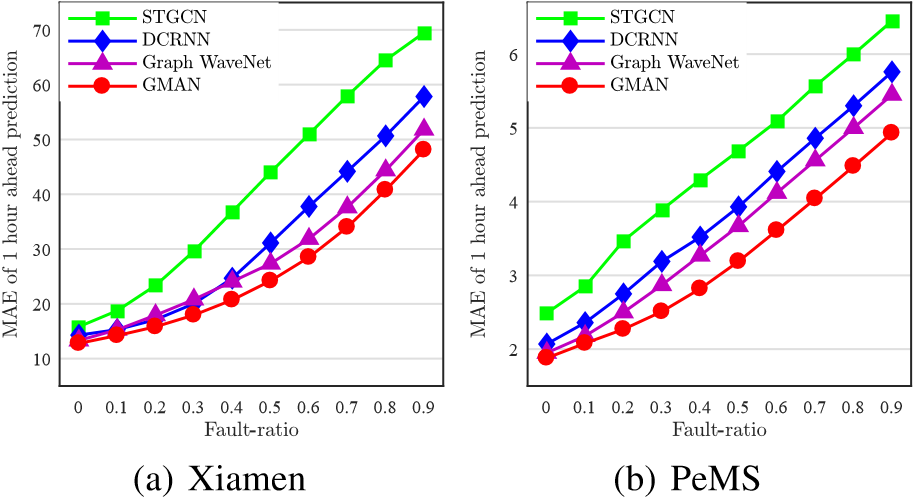 MAE of 1 hour ahead prediction
70
60
50
40
30
20
10
STGCN
DCRNN
Graph WaveNet
GMAN
0 0.1 0.2 0.3 0.4 0.5 0.6 0.7 0.8 0.9
Fault-ratio
(a) Xiamen
MAE of 1 hour ahead prediction
6
5
4
3
2
STGCN
DCRNN
Graph WaveNet
GMAN
0 0.1 0.2 0.3 0.4 0.5 0.6 0.7 0.8 0.9
Fault-ratio
(b) PeMS